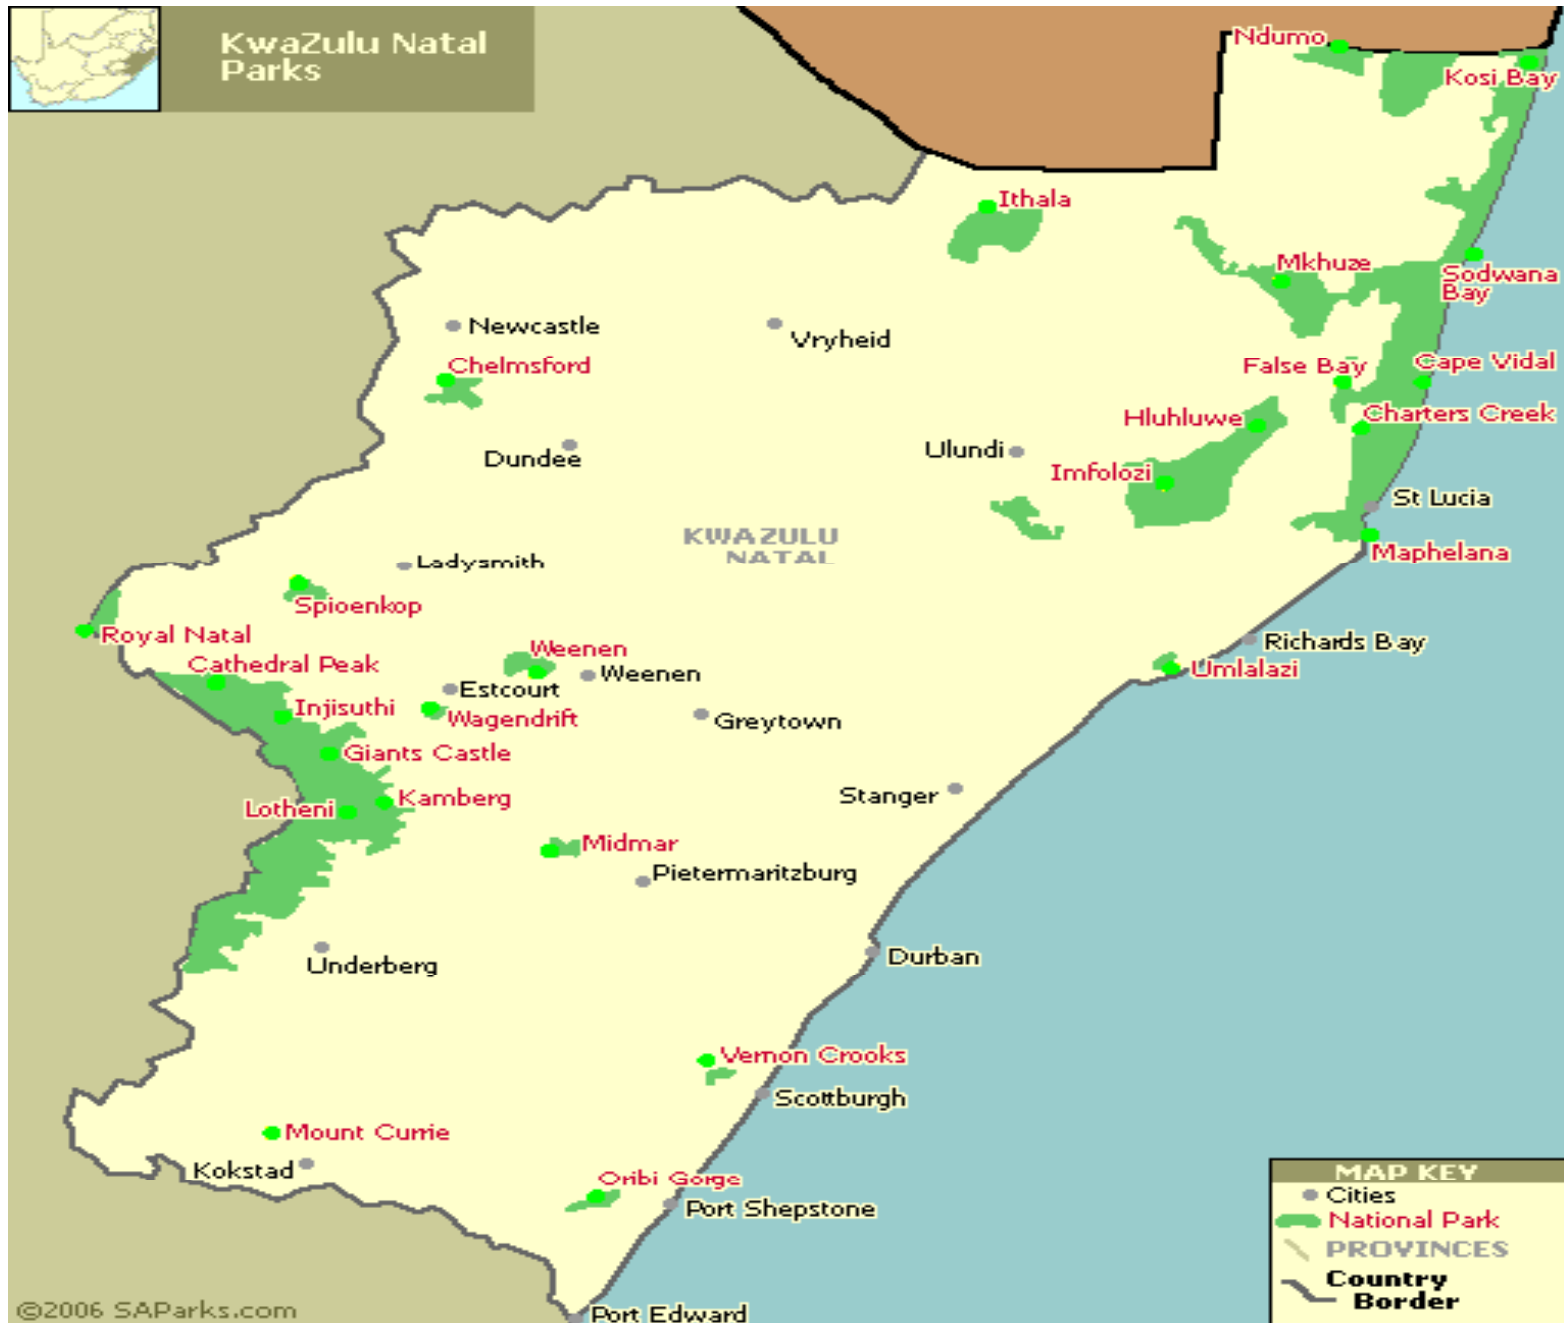 KwaZulu Natal
Parks
Ndumo
Kosi Bay
Ithala
Mkhuze
Sodwana
Bay
Newcastle
Vryheid
Chelmsford
False Bay
Cape Vidal
Hluhluwe
Charters Creek
Dundee
Ulundi
Imfolozi
St Lucia
KWAZULU
NATAL
Maphelana
Ladysmith
Spioenkop
Royal Natal
Richards Bay
Weenen
Cathedral Peak
Umlalazi
Weenen
Estcourt
Injisuthi
Wagendrift
Greytown
Giants Castle
Stanger
Kamberg
Lotheni
Midmar
Pietermaritzburg
Durban
Underberg
Vernon Crooks
Scottburgh
Mount Currie
Kokstad
Oribi Gorge
Port Shepstone
MAP KEY
Cities
National Park
PROVINCES
Country
Border
©2006 SAParks.com
Port Edward